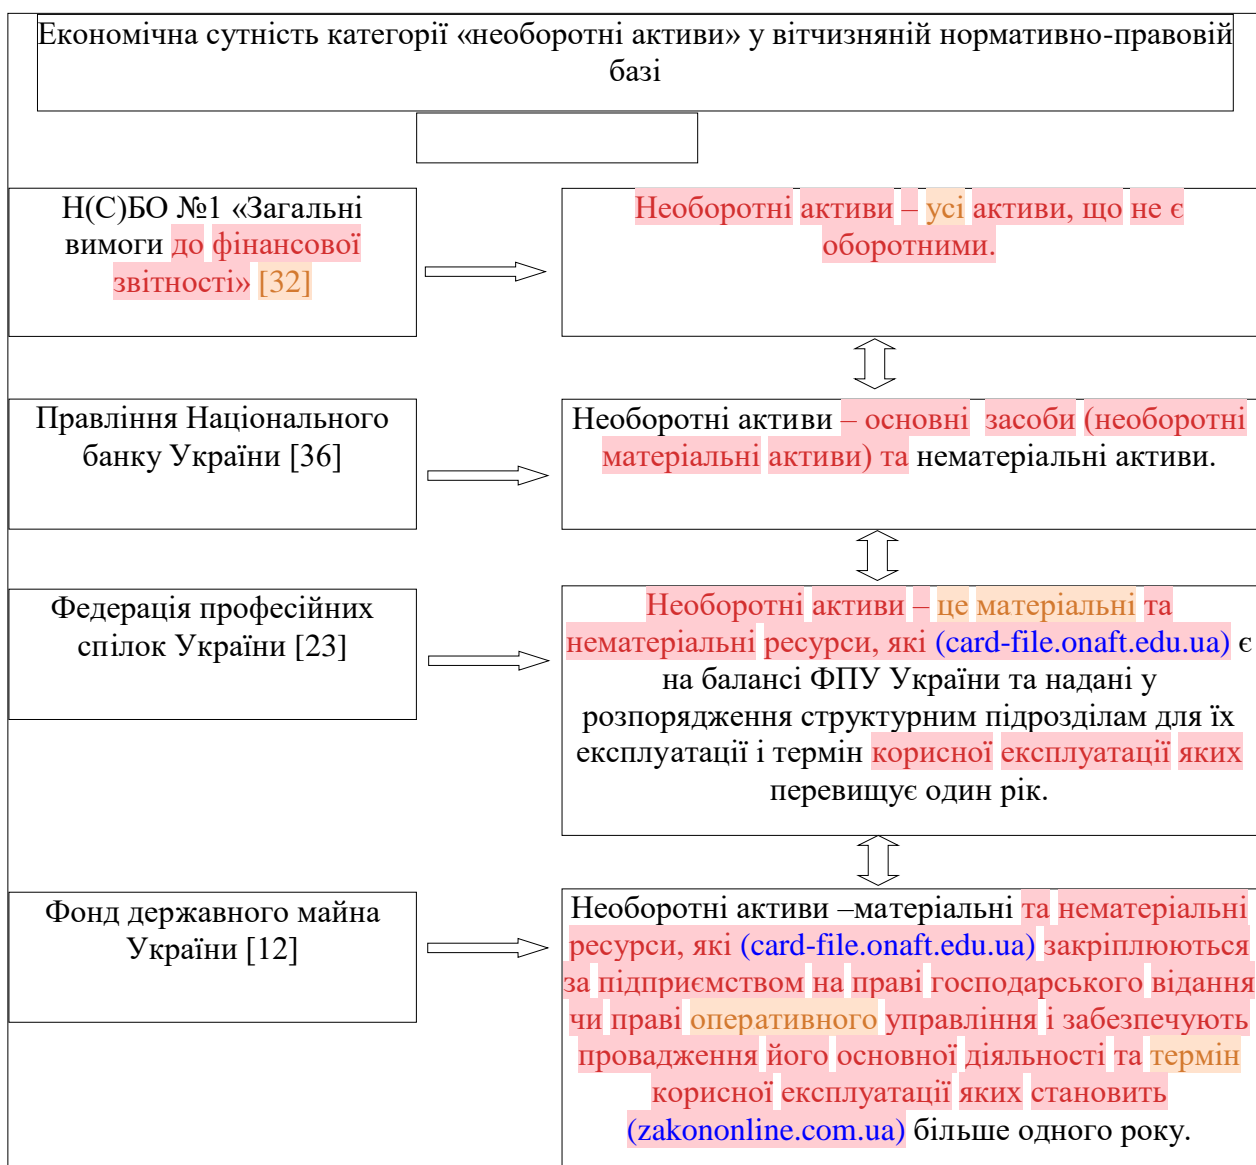 Економічна сутність категорії «необоротні активи» у вітчизняній нормативно-правовій
базі
Н(С)БО №1 «Загальні
вимоги до фінансової
звітності» [32]
Необоротні активи – усі активи, що не є
оборотними.
Правління Національного
банку України [36]
Необоротні активи – основні засоби (необоротні
матеріальні активи) та нематеріальні активи.
Федерація професійних
спілок України [23]
Необоротні активи – це матеріальні та
нематеріальні ресурси, які (card-file.onaft.edu.ua) є
на балансі ФПУ України та надані у
розпорядження структурним підрозділам для їх
експлуатації і термін корисної експлуатації яких
перевищує один рік.
Фонд державного майна
України [12]
Необоротні активи –матеріальні та нематеріальні
ресурси, які (card-file.onaft.edu.ua) закріплюються
за підприємством на праві господарського відання
чи праві оперативного управління і забезпечують
провадження його основної діяльності та термін
корисної експлуатації яких становить
(zakononline.com.ua) більше одного року.